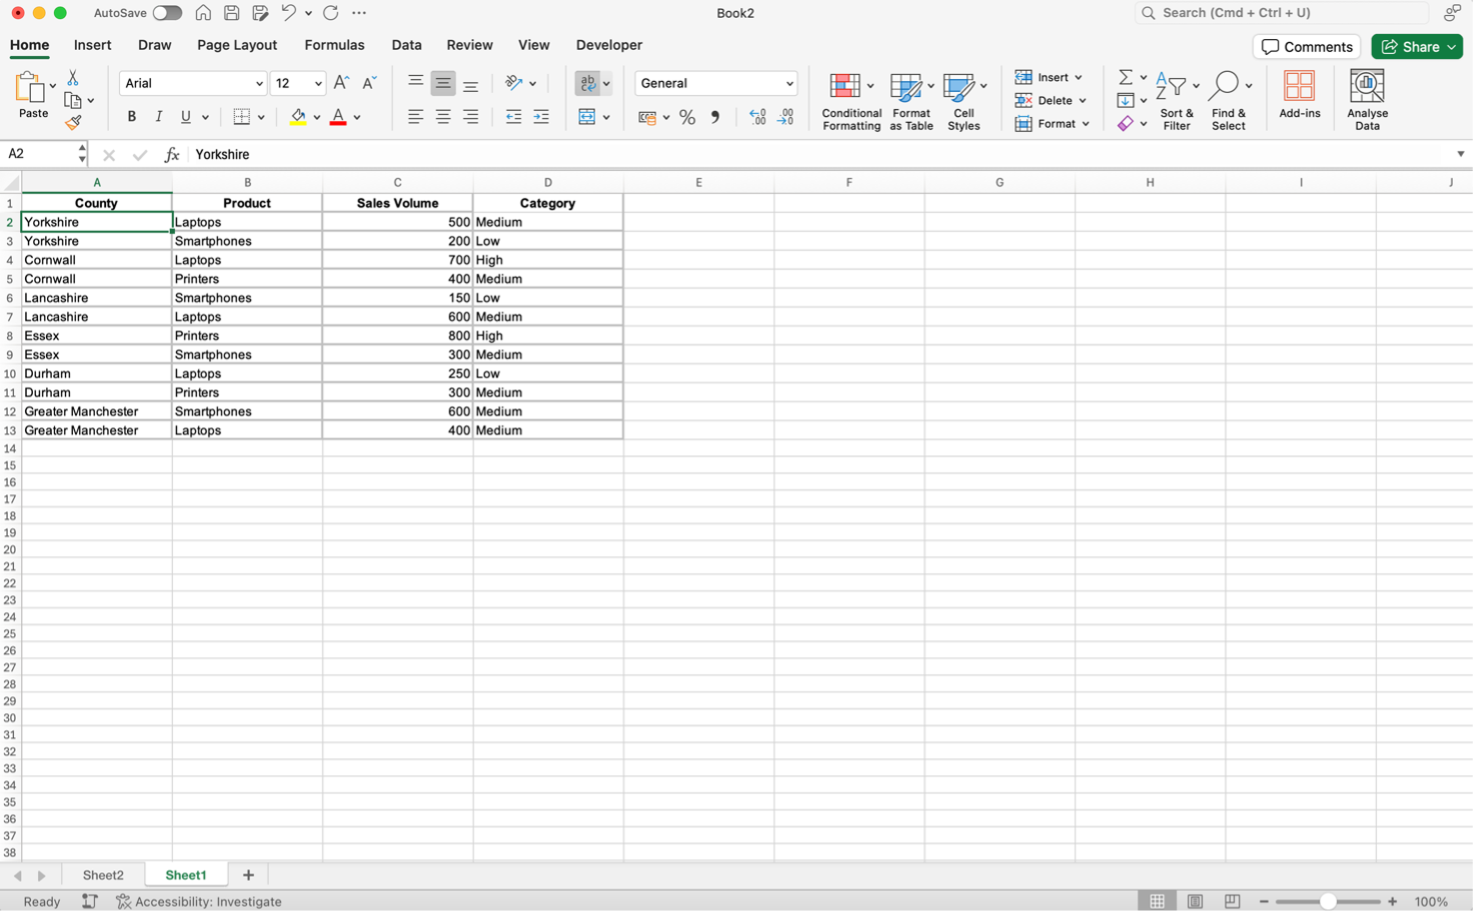 AutoSave
Book2
Search (Cmd + Ctrl + U)
Home Insert Draw Page Layout Formulas Data Review View Developer
Comments Share
Paste
Arial 12
General
B I U
Conditional Formatting
Format as Table
Cell Styles
Insert
Delete
Format
Sort & Filter
Find & Select
Add-ins
Analyse Data
A2 fx Yorkshire
A B C D E F G H I J
1 County Product Sales Volume Category
2 Yorkshire Laptops 500 Medium
3 Yorkshire Smartphones 200 Low
4 Cornwall Laptops 700 High
5 Cornwall Printers 400 Medium
6 Lancashire Smartphones 150 Low
7 Lancashire Laptops 600 Medium
8 Essex Printers 800 High
9 Essex Smartphones 300 Medium
10 Durham Laptops 250 Low
11 Durham Printers 300 Medium
12 Greater Manchester Smartphones 600 Medium
13 Greater Manchester Laptops 400 Medium
14
15
16
17
18
19
20
21
22
23
24
25
26
27
28
29
30
31
32
33
34
35
36
37
38
Sheet2 Sheet1 +
Ready Accessibility: Investigate 100%